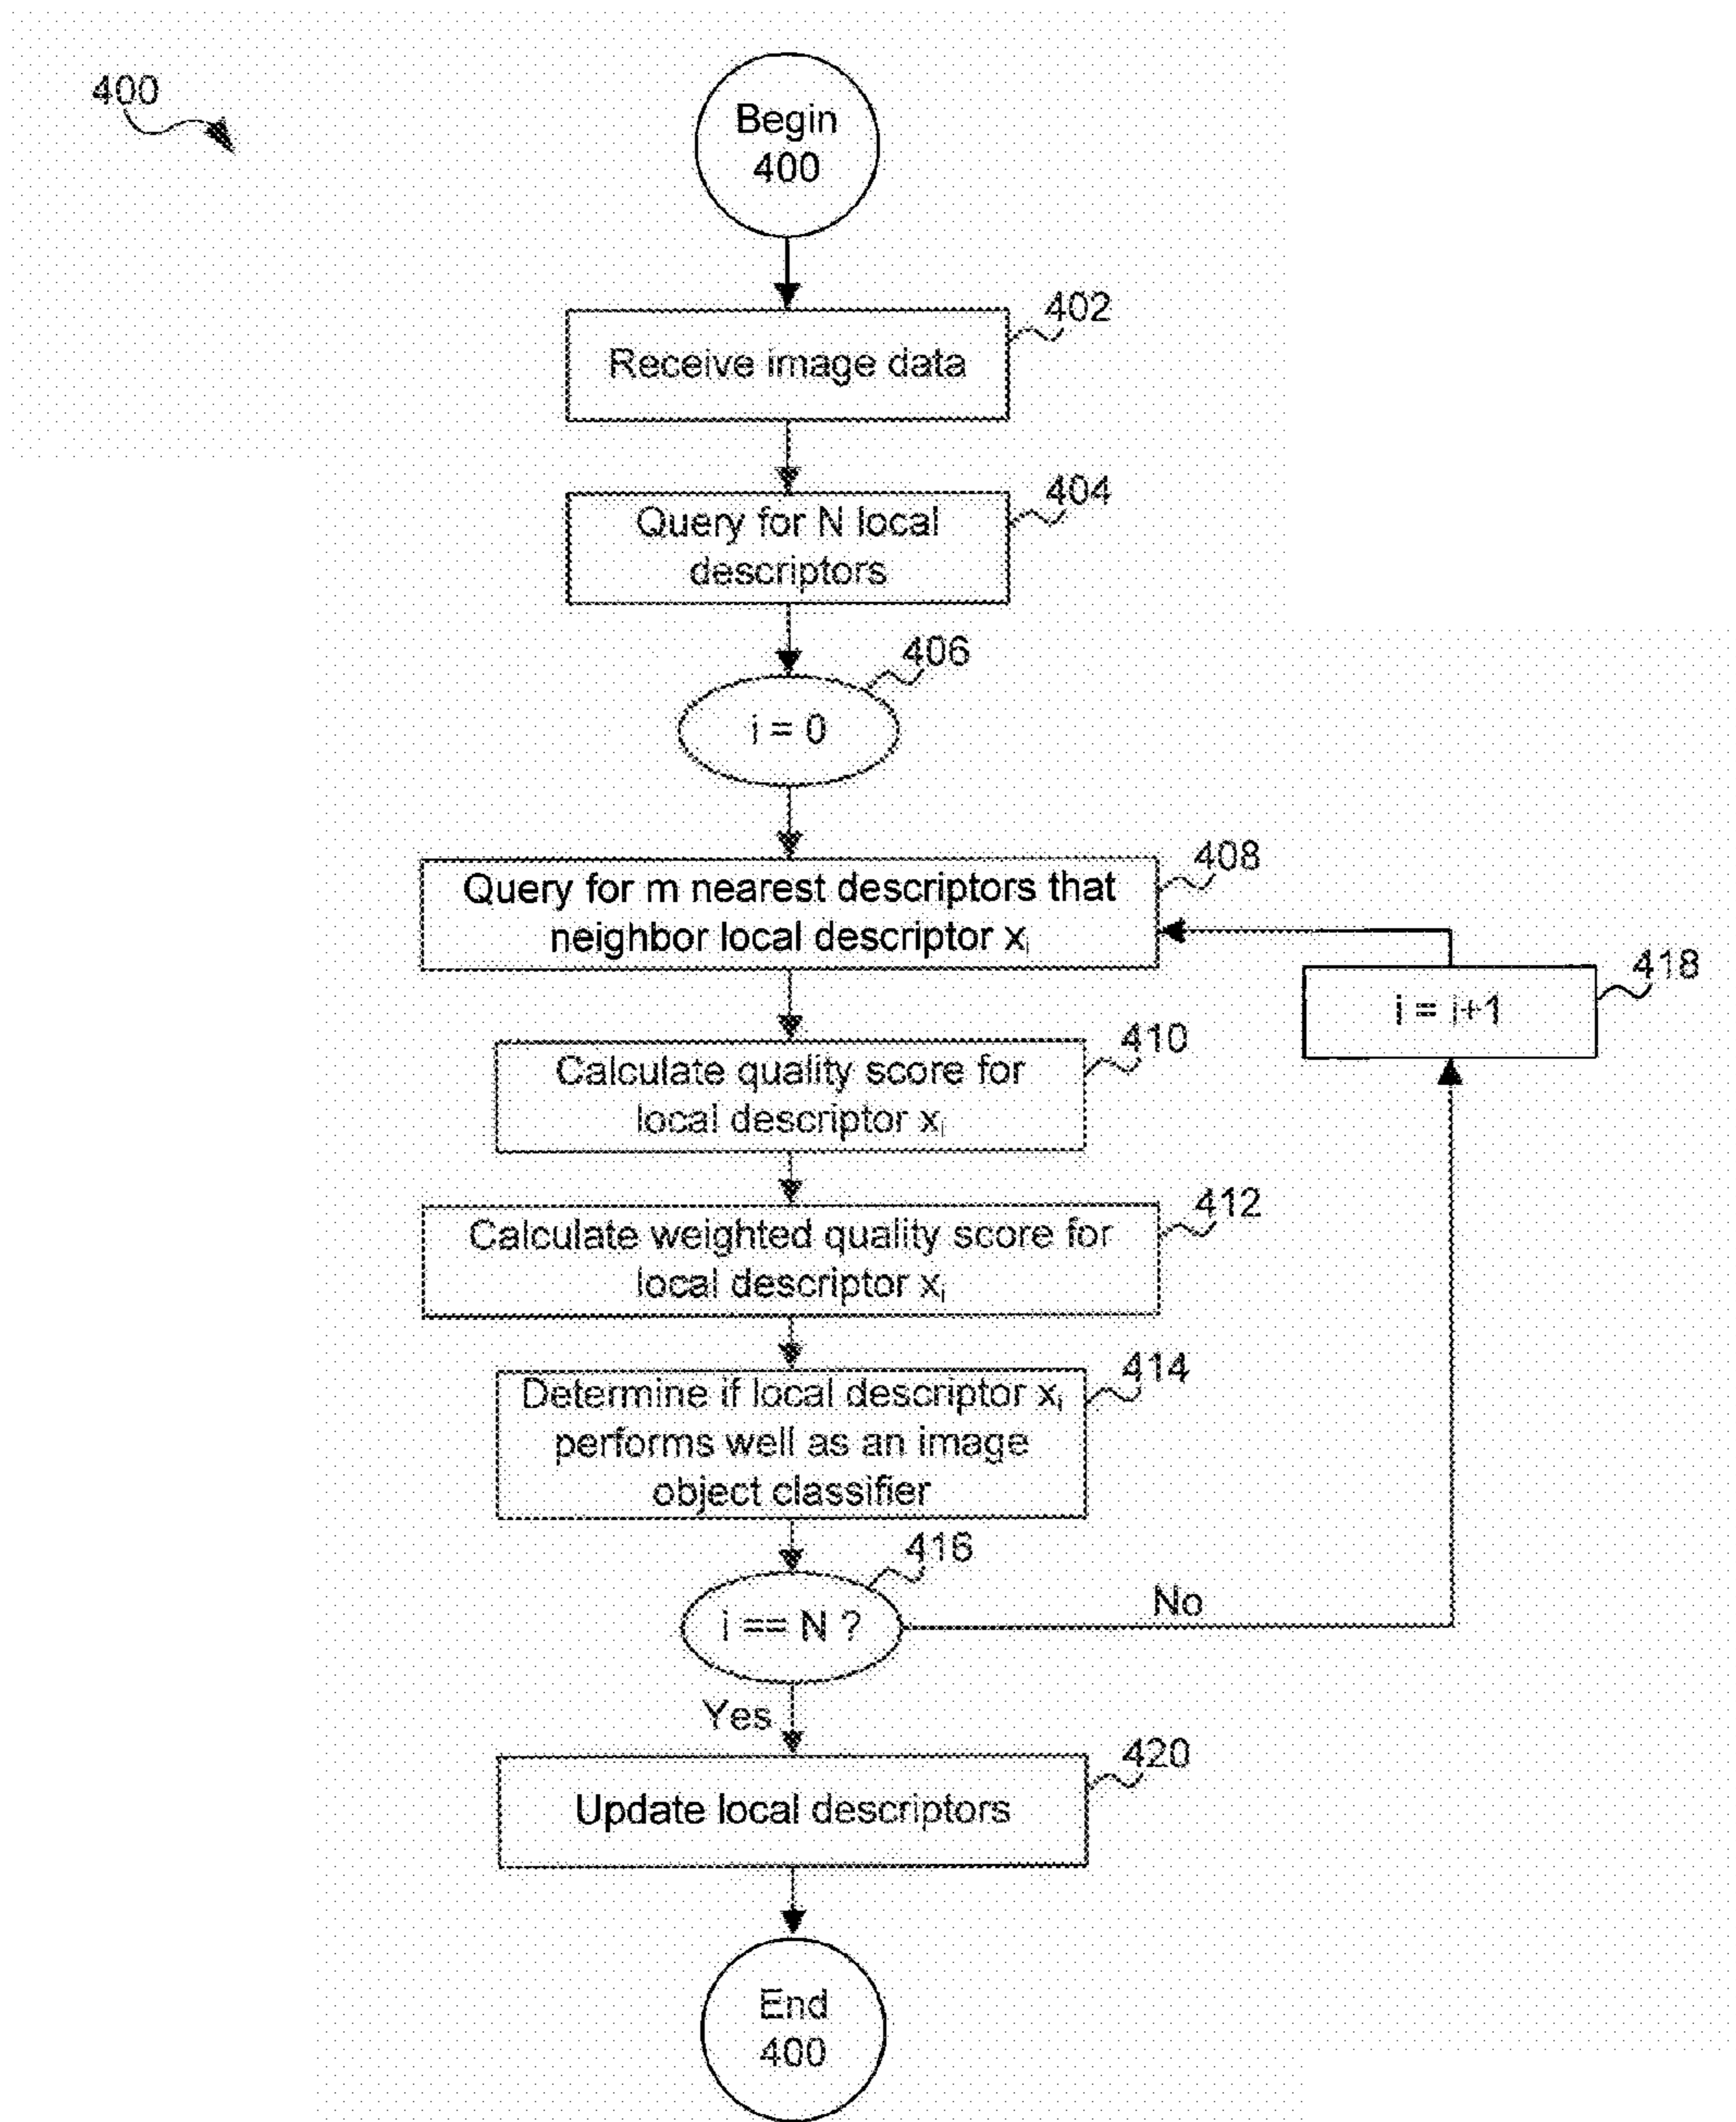 400
Begin
400
402
Receive image data
404
Query for N local
descriptors
406
i = 0
408
Query for m nearest descriptors that
neighbor local descriptor xᵢ
418
i = i+1
410
Calculate quality score for
local descriptor xᵢ
412
Calculate weighted quality score for
local descriptor xᵢ
414
Determine if local descriptor xᵢ
performs well as an image
object classifier
416
i == N ?
No
Yes
420
Update local descriptors
End
400